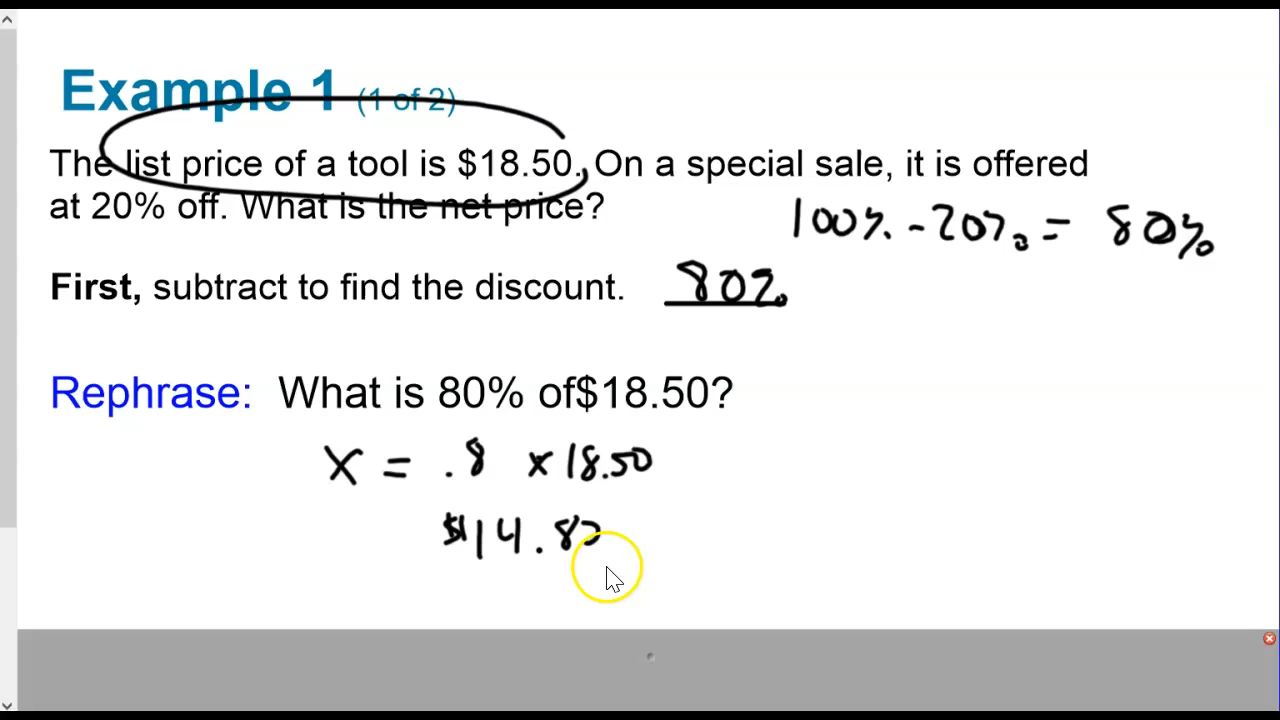 Example 1 (1 of 2)
The list price of a tool is $18.50. On a special sale, it is offered
at 20% off. What is the net price?
100% - 20% = 80%
First, subtract to find the discount. 80%
Rephrase: What is 80% of$18.50?
x = .8 x 18.50